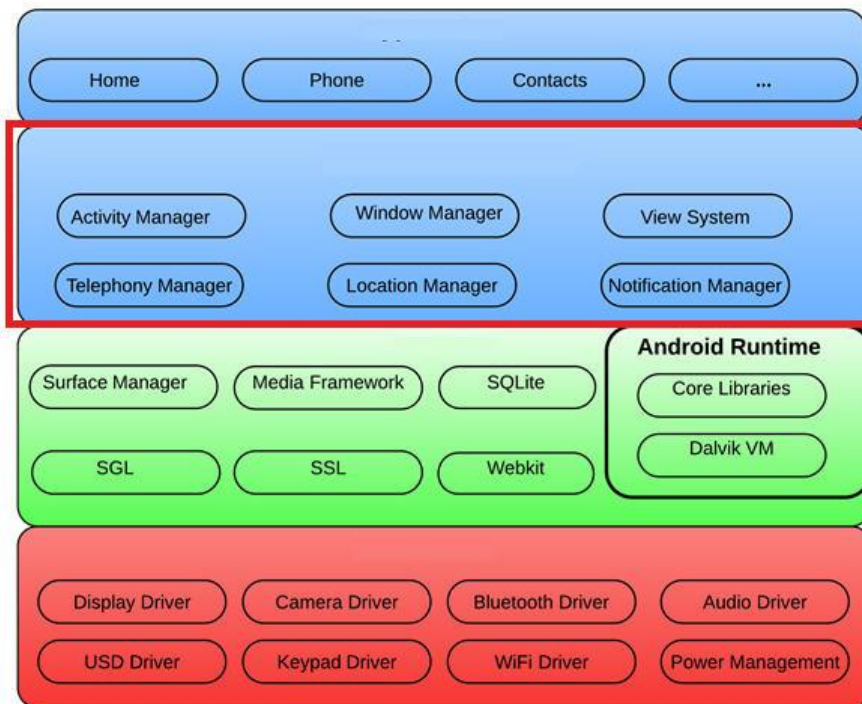 Home Phone Contacts ...
Activity Manager Window Manager View System
Telephony Manager Location Manager Notification Manager
Android Runtime
Surface Manager Media Framework SQLite Core Libraries
SGL SSL Webkit Dalvik VM
Display Driver Camera Driver Bluetooth Driver Audio Driver
USD Driver Keypad Driver WiFi Driver Power Management